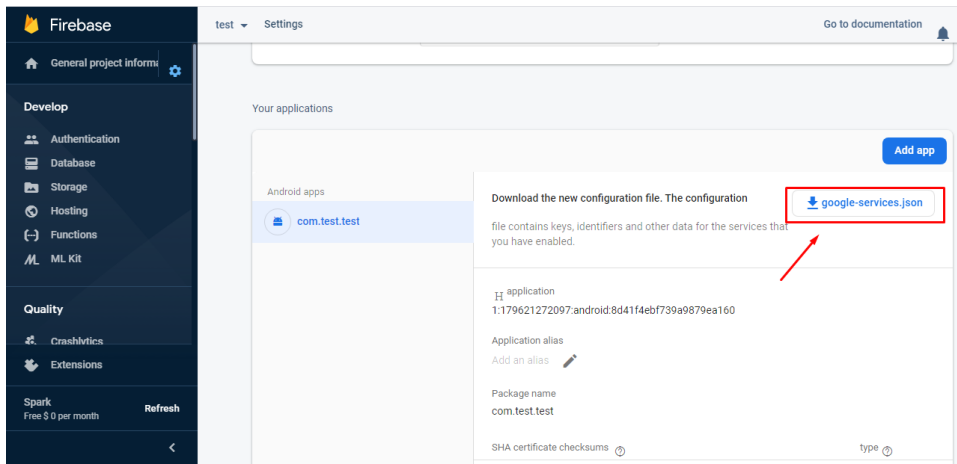 Firebase
test Settings Go to documentation
General project informa
Develop
Authentication
Database
Storage
Hosting
Functions
ML Kit
Quality
Crashlytics
Extensions
Spark
Free $ 0 per month
Refresh
Your applications
Add app
Android apps
com.test.test
Download the new configuration file. The configuration
google-services.json
file contains keys, identifiers and other data for the services that
you have enabled.
H application
1:179621272097:android:8d41f4ebf739a9879ea160
Application alias
Add an alias
Package name
com.test.test
SHA certificate checksums ? type ?